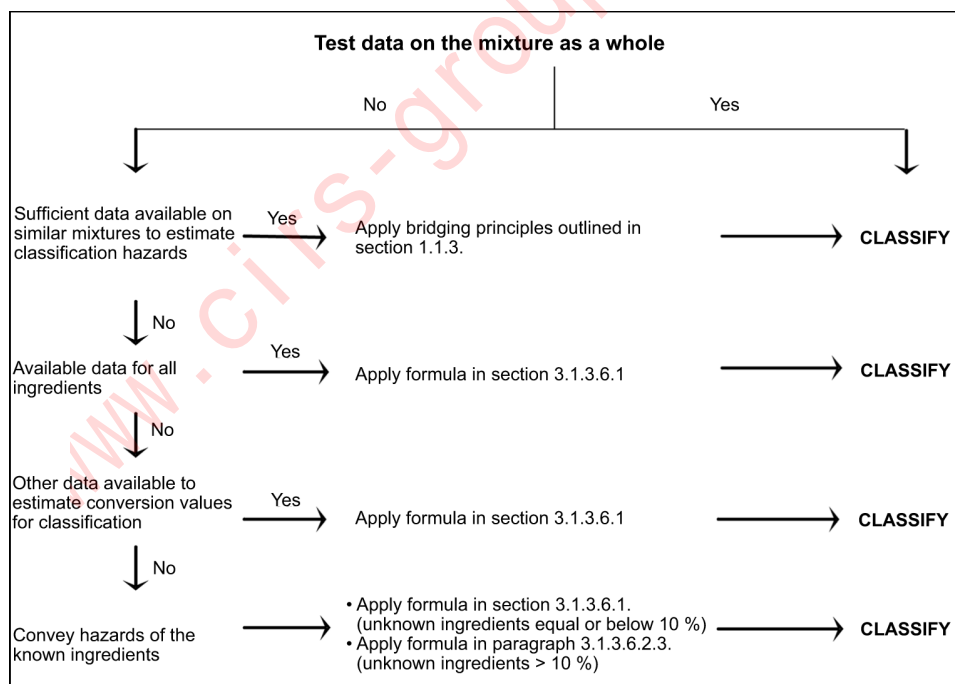 Test data on the mixture as a whole
No
Yes
Sufficient data available on
similar mixtures to estimate
classification hazards
Yes
Apply bridging principles outlined in
section 1.1.3.
CLASSIFY
No
Available data for all
ingredients
Yes
Apply formula in section 3.1.3.6.1
CLASSIFY
No
Other data available to
estimate conversion values
for classification
Yes
Apply formula in section 3.1.3.6.1
CLASSIFY
No
Convey hazards of the
known ingredients
• Apply formula in section 3.1.3.6.1.
(unknown ingredients equal or below 10 %)
• Apply formula in paragraph 3.1.3.6.2.3.
(unknown ingredients > 10 %)
CLASSIFY
www.cirs-group